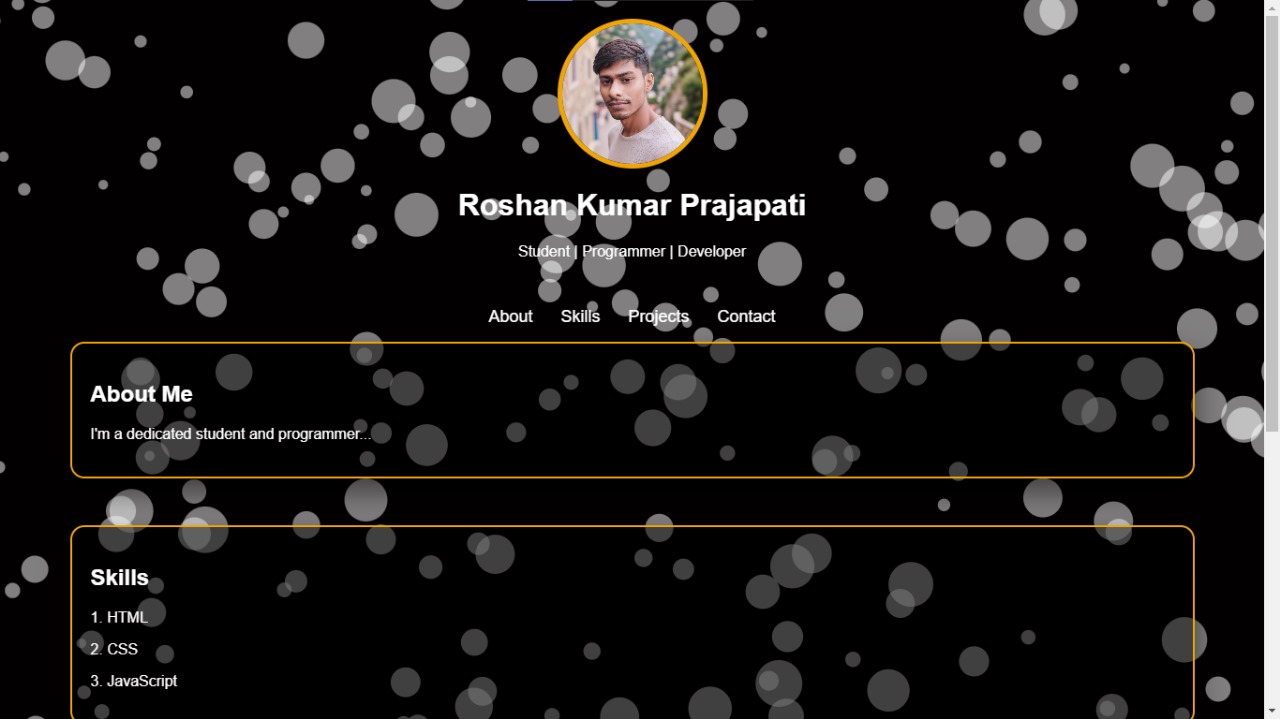 Roshan Kumar Prajapati
Student | Programmer | Developer
About Skills Projects Contact
About Me
I'm a dedicated student and programmer...
Skills
1. HTML
2. CSS
3. JavaScript